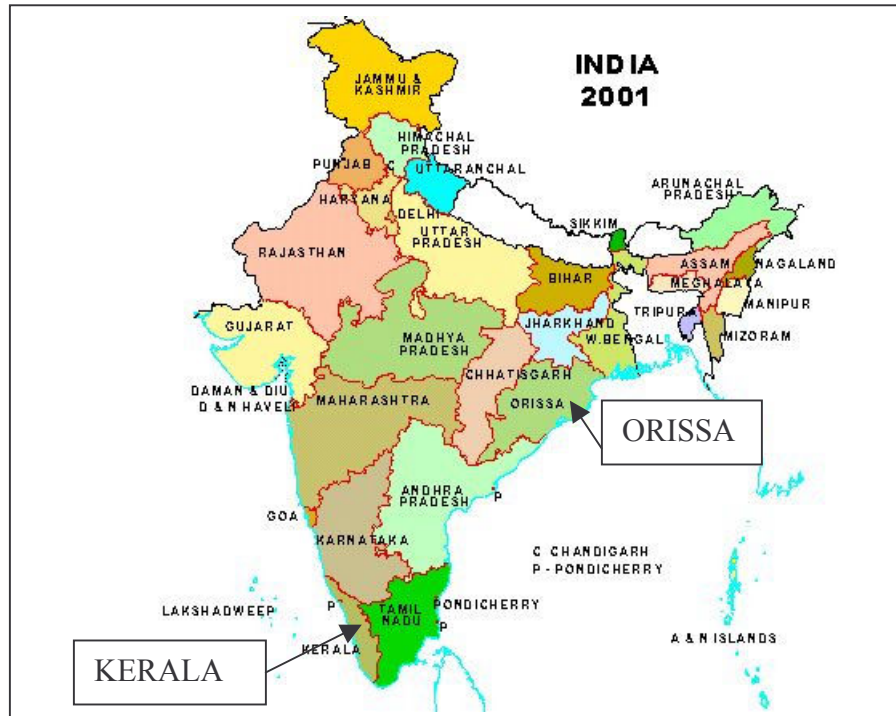 INDIA
2001
JAMMU &
KASHMIR
HIMACHAL
PRADESH
PUNJAB
C
UTTARANCHAL
HARYANA
DELHI
ARUNACHAL
PRADESH
SIKKIM
UTTAR
PRADESH
RAJASTHAN
ASSAM
NAGALAND
BIHAR
MEGHALAYA
MANIPUR
TRIPURA
GUJARAT
JHARKHAND
MADHYA
PRADESH
W.BENGAL
MIZORAM
CHHATISGARH
DAMAN & DIU
D & N HAVELI
MAHARASHTRA
ORISSA
ORISSA
ANDHRA
PRADESH
P
GOA
KARNATAKA
C CHANDIGARH
P - PONDICHERRY
LAKSHADWEEP
P
TAMIL
NADU
PONDICHERRY
P
KERALA
A & N ISLANDS
KERALA